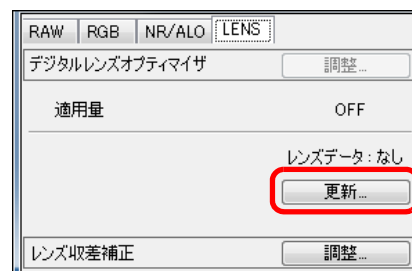 RAW RGB NR/ALO LENS
デジタルレンズオプティマイザ 調整...
適用量 OFF
レンズデータ:なし
更新...
レンズ収差補正 調整...